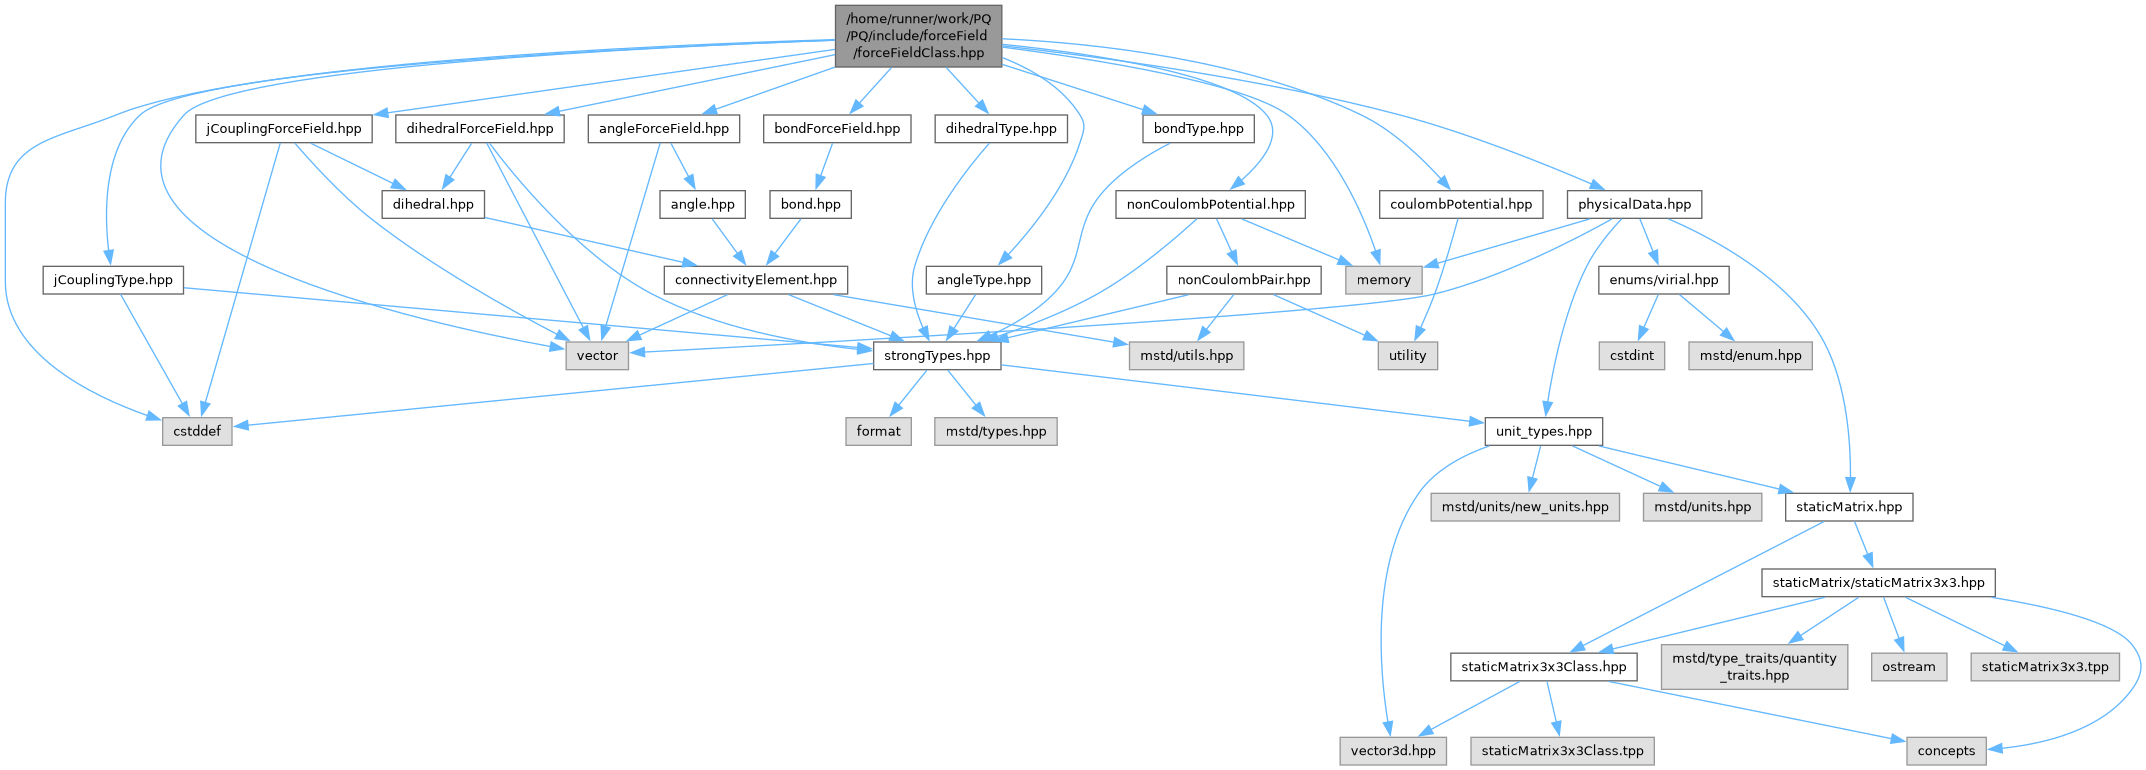 /home/runner/work/PQ
/PQ/include/forceField
/forceFieldClass.hpp
jCouplingForceField.hpp
dihedralForceField.hpp
angleForceField.hpp
bondForceField.hpp
dihedralType.hpp
bondType.hpp
dihedral.hpp
angle.hpp
bond.hpp
nonCoulombPotential.hpp
coulombPotential.hpp
physicalData.hpp
jCouplingType.hpp
connectivityElement.hpp
angleType.hpp
nonCoulombPair.hpp
memory
enums/virial.hpp
vector
strongTypes.hpp
mstd/utils.hpp
utility
cstdint
mstd/enum.hpp
cstddef
format
mstd/types.hpp
unit_types.hpp
mstd/units/new_units.hpp
mstd/units.hpp
staticMatrix.hpp
staticMatrix/staticMatrix3x3.hpp
staticMatrix3x3Class.hpp
mstd/type_traits/quantity
_traits.hpp
ostream
staticMatrix3x3.tpp
vector3d.hpp
staticMatrix3x3Class.tpp
concepts